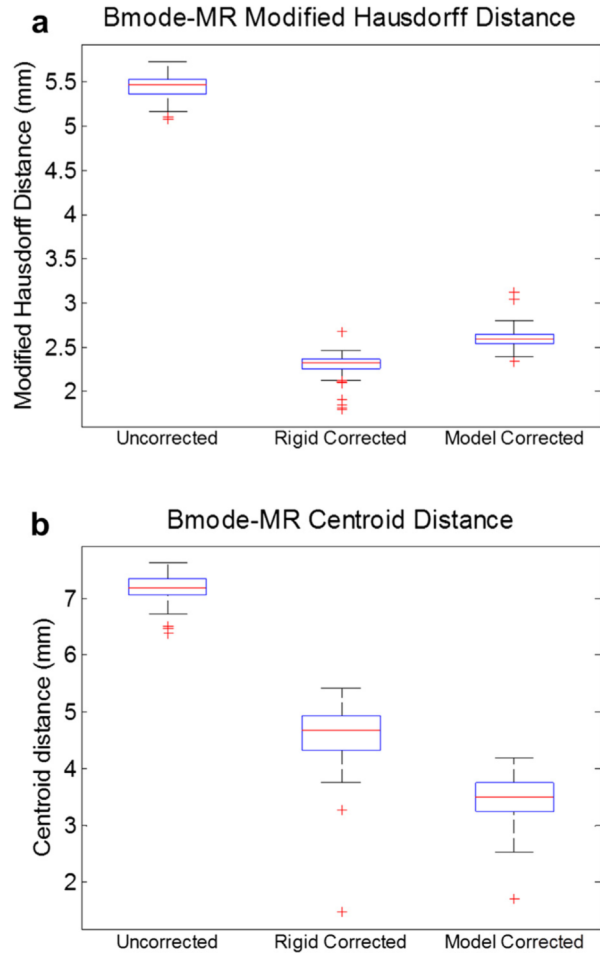 a
Bmode-MR Modified Hausdorff Distance
Modified Hausdorff Distance (mm)
5.5
5
4.5
4
3.5
3
2.5
2
Uncorrected Rigid Corrected Model Corrected
b
Bmode-MR Centroid Distance
Centroid distance (mm)
7
6
5
4
3
2
Uncorrected Rigid Corrected Model Corrected